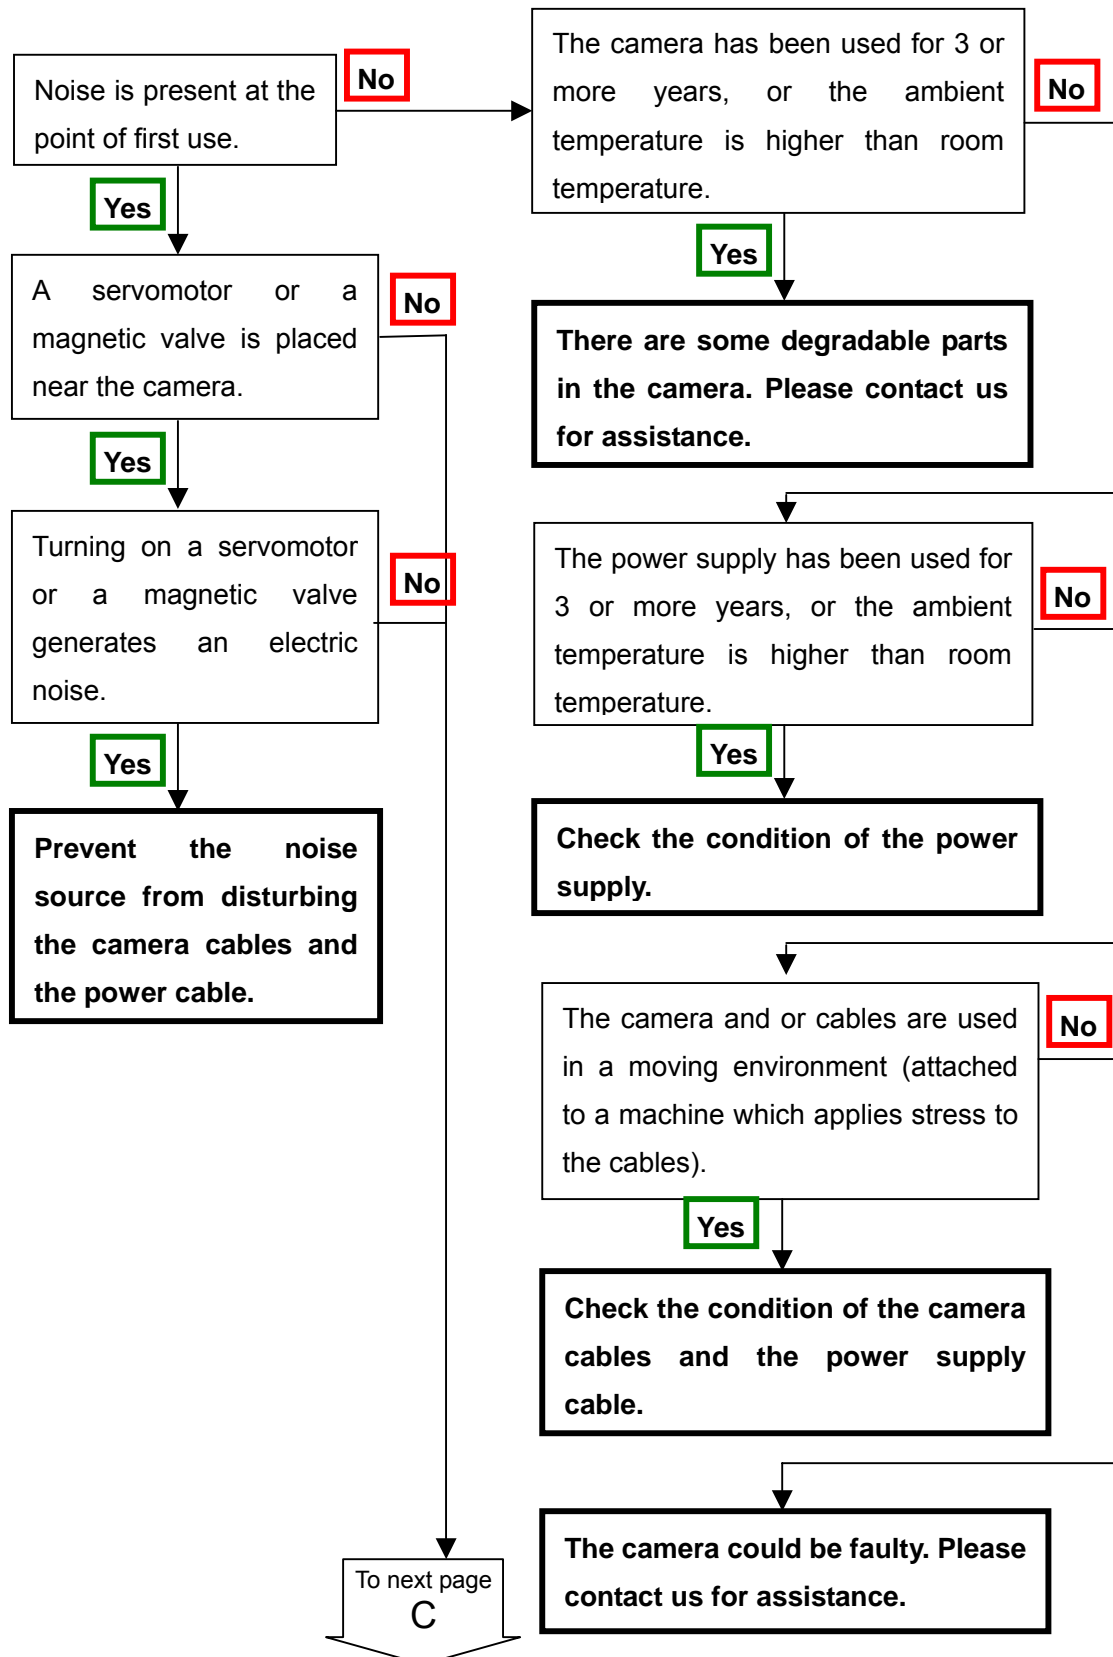 Noise is present at the
point of first use.
No
Yes
A servomotor or a
magnetic valve is placed
near the camera.
No
Yes
Turning on a servomotor
or a magnetic valve
generates an electric
noise.
No
Yes
Prevent the noise
source from disturbing
the camera cables and
the power cable.
To next page
C
The camera has been used for 3 or
more years, or the ambient
temperature is higher than room
temperature.
No
Yes
There are some degradable parts
in the camera. Please contact us
for assistance.
The power supply has been used for
3 or more years, or the ambient
temperature is higher than room
temperature.
No
Yes
Check the condition of the power
supply.
The camera and or cables are used
in a moving environment (attached
to a machine which applies stress to
the cables).
No
Yes
Check the condition of the camera
cables and the power supply
cable.
The camera could be faulty. Please
contact us for assistance.